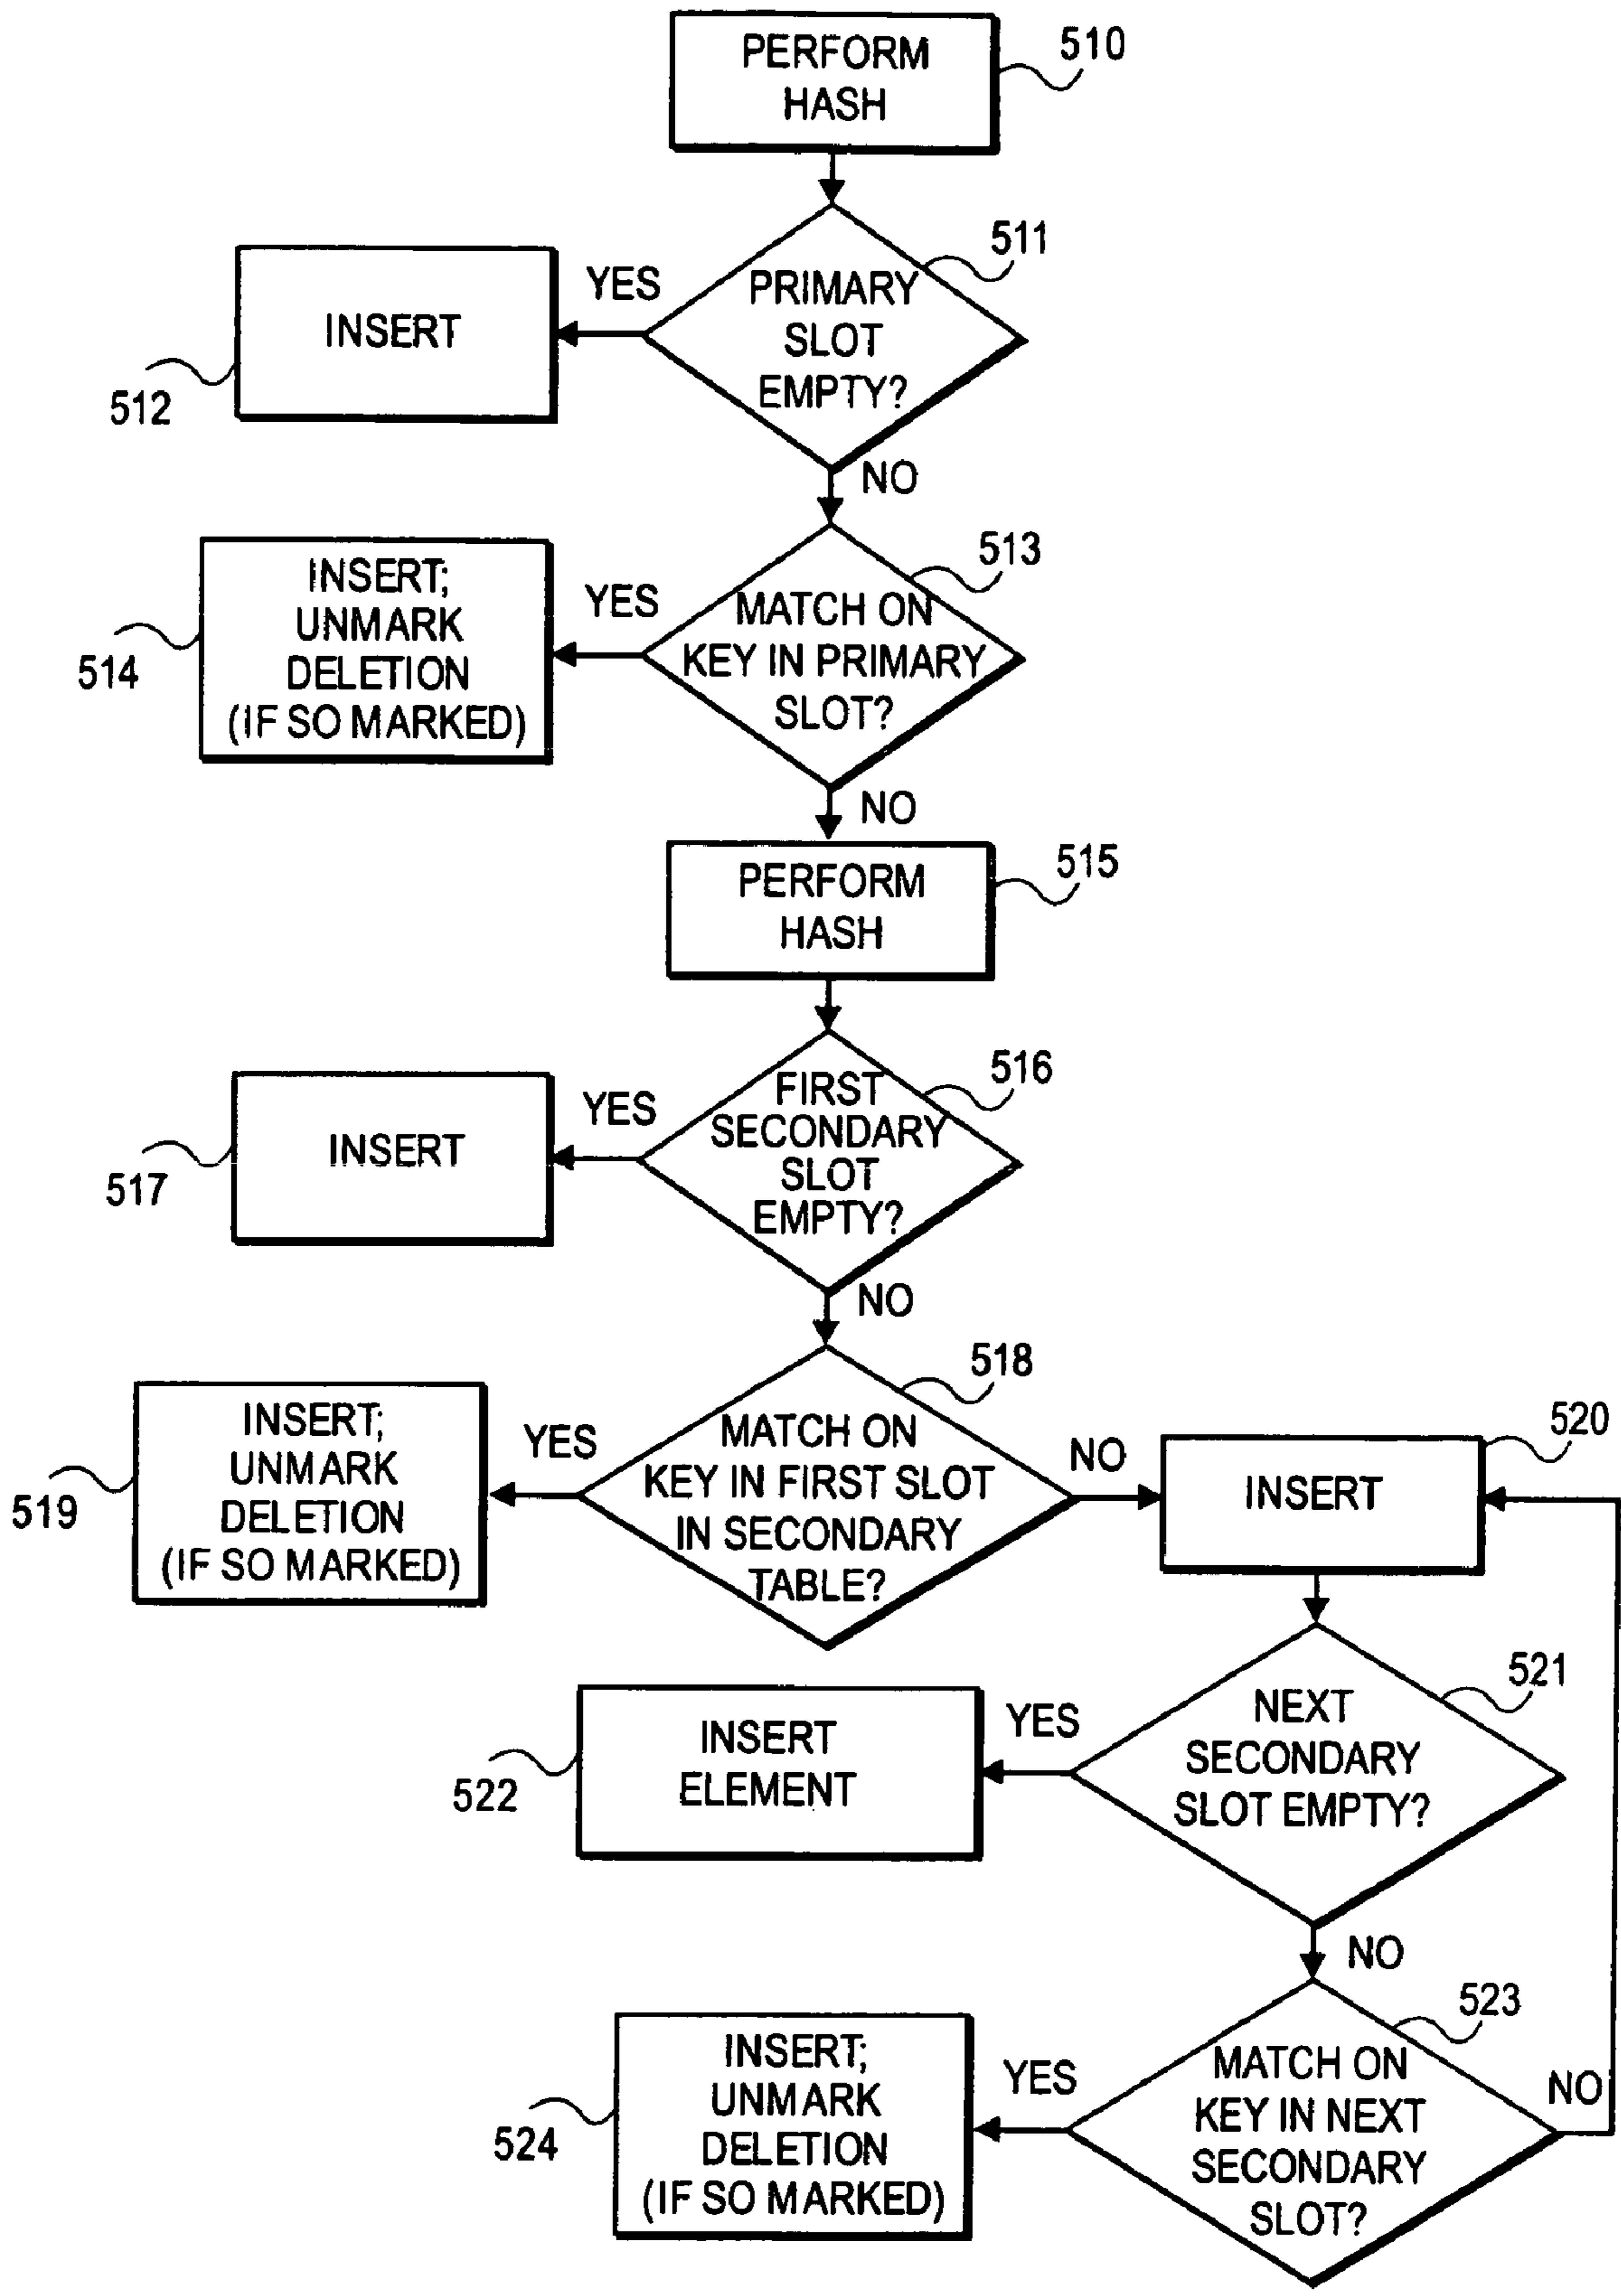 PERFORM
HASH
510
PRIMARY
SLOT
EMPTY?
511
YES
INSERT
512
NO
MATCH ON
KEY IN PRIMARY
SLOT?
513
YES
INSERT;
UNMARK
DELETION
(IF SO MARKED)
514
NO
PERFORM
HASH
515
FIRST
SECONDARY
SLOT
EMPTY?
516
YES
INSERT
517
NO
MATCH ON
KEY IN FIRST SLOT
IN SECONDARY
TABLE?
518
YES
INSERT;
UNMARK
DELETION
(IF SO MARKED)
519
NO
INSERT
520
NEXT
SECONDARY
SLOT EMPTY?
521
YES
INSERT
ELEMENT
522
NO
MATCH ON
KEY IN NEXT
SECONDARY
SLOT?
523
YES
INSERT;
UNMARK
DELETION
(IF SO MARKED)
524
NO